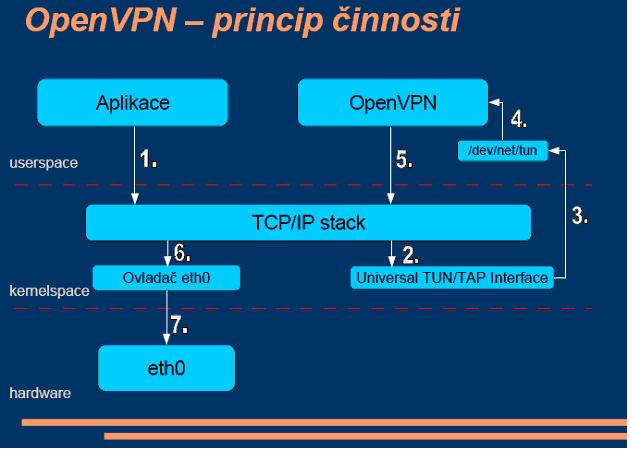 OpenVPN – princip činnosti
Aplikace
OpenVPN
4.
/dev/net/tun
userspace
1.
5.
3.
TCP/IP stack
6.
2.
Ovladač eth0
Universal TUN/TAP Interface
kernelspace
7.
eth0
hardware